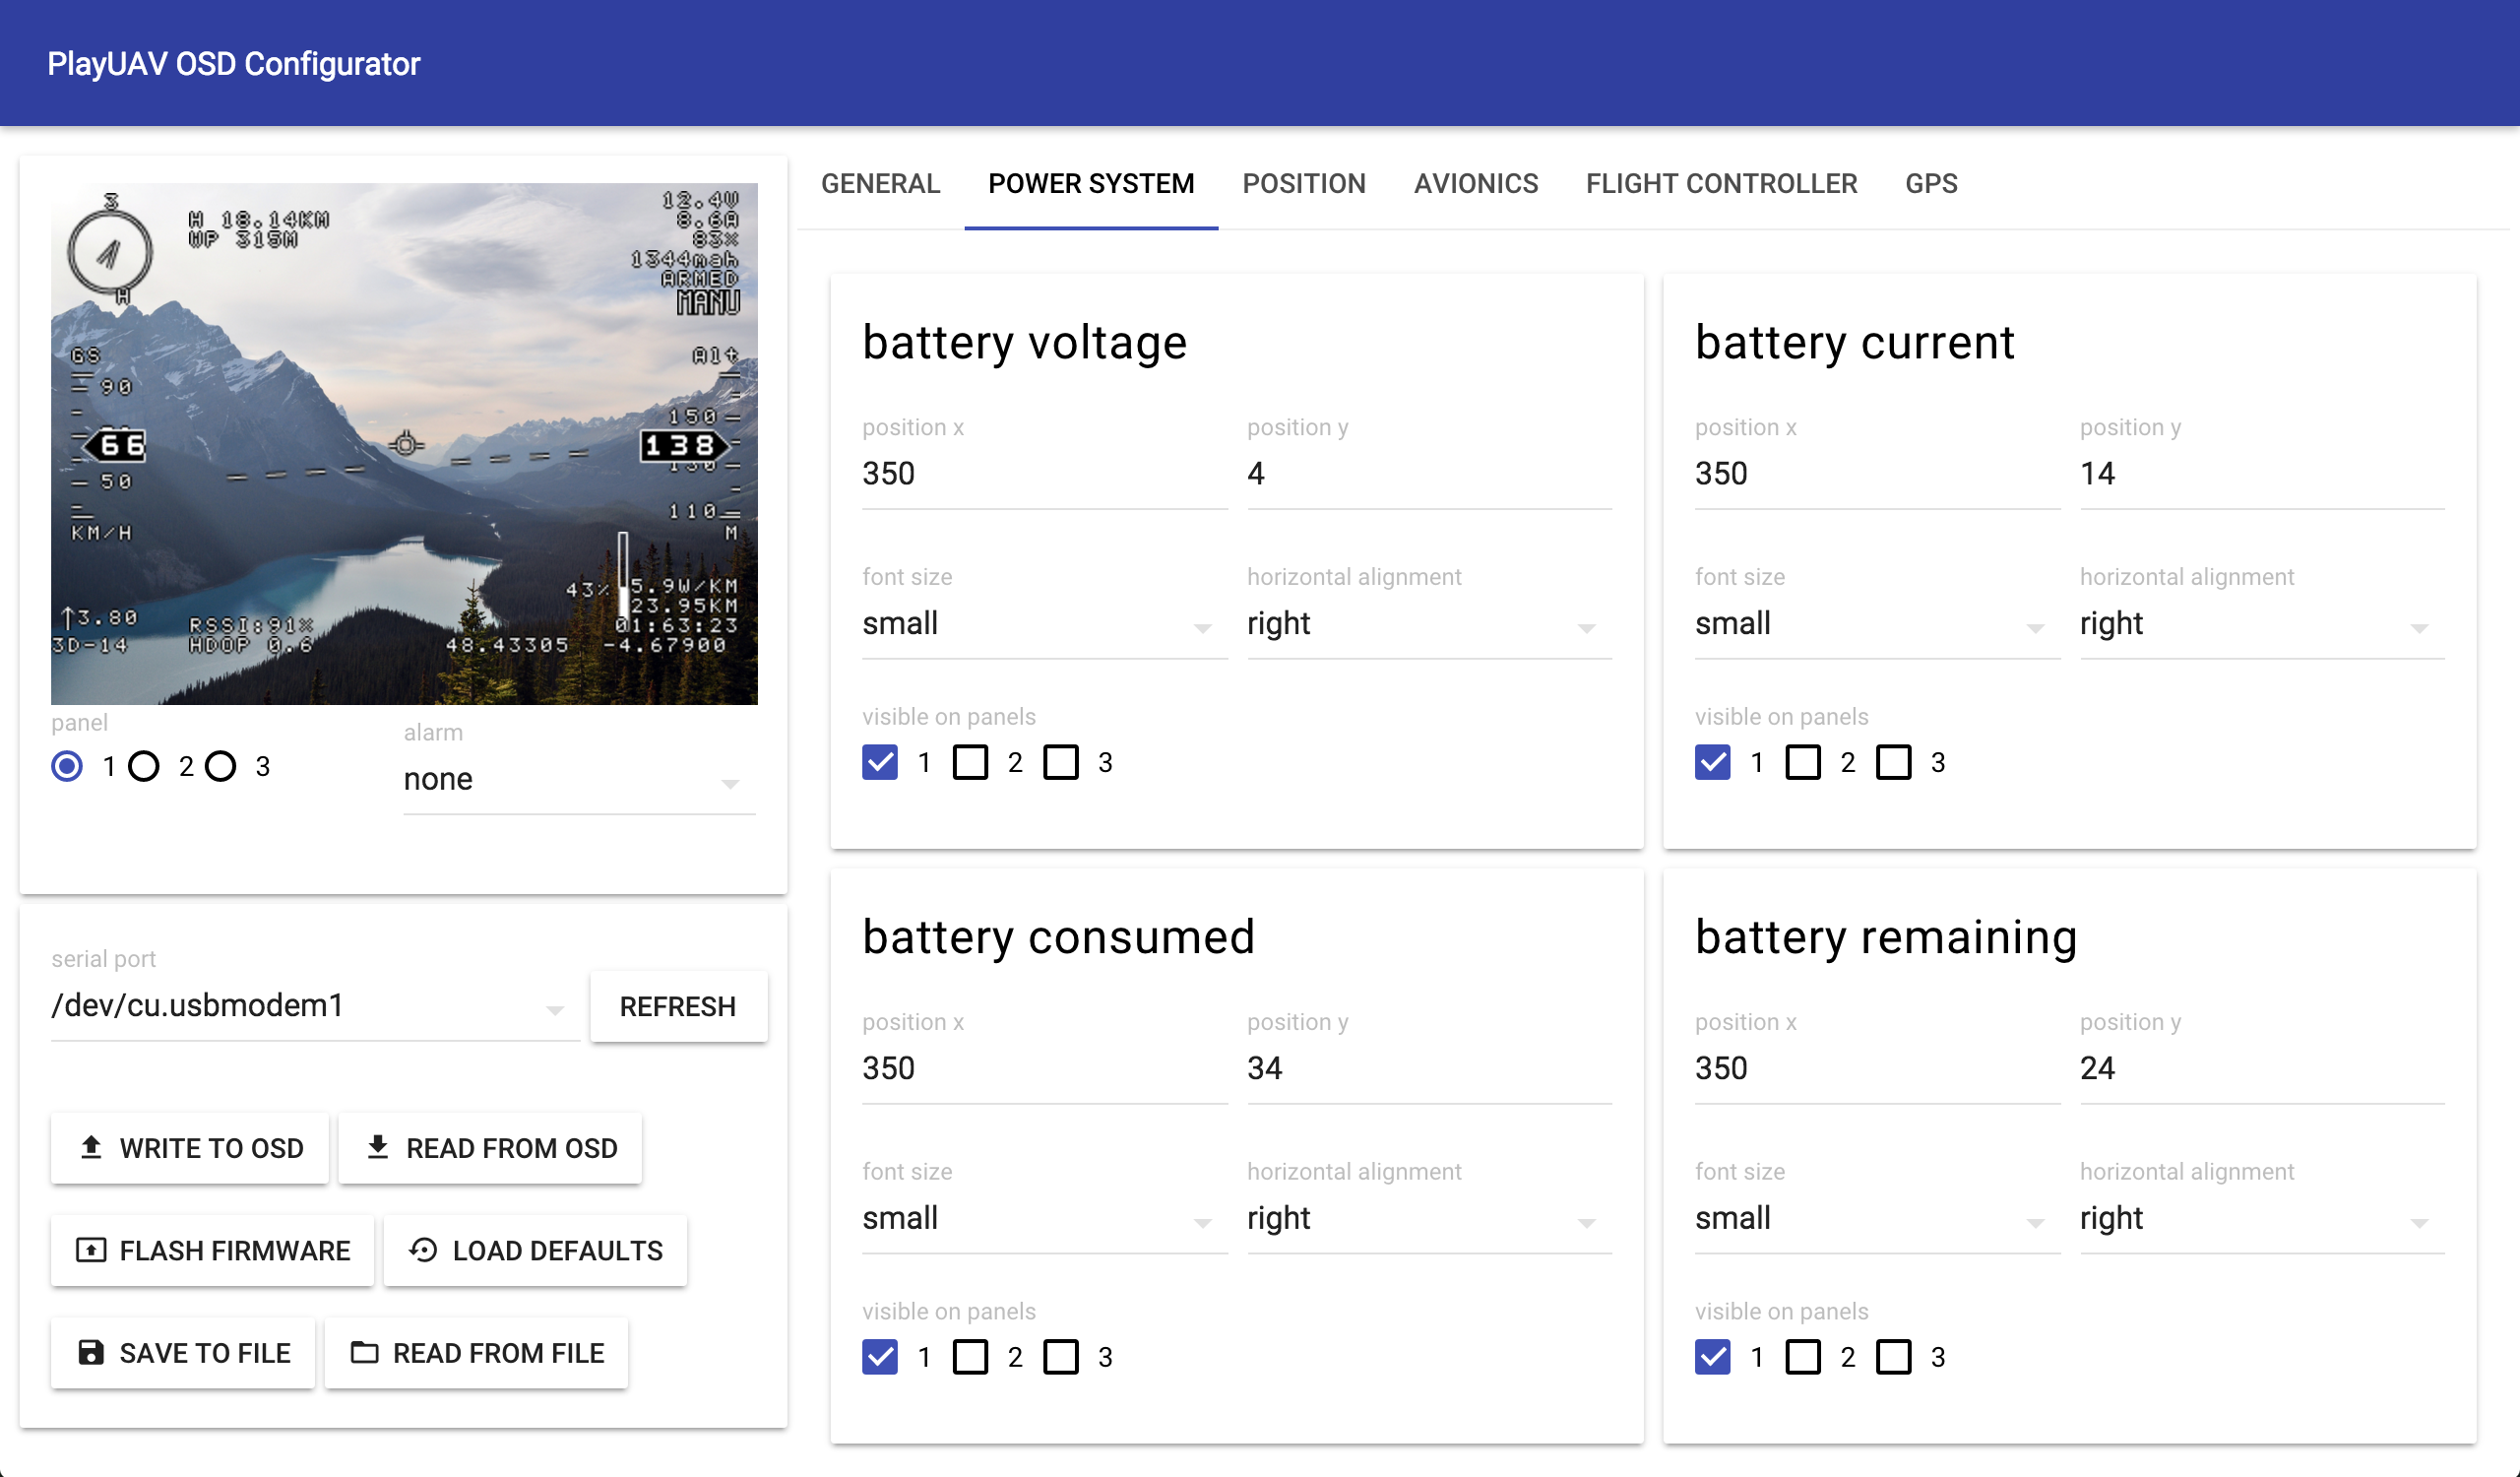 PlayUAV OSD Configurator
GENERAL POWER SYSTEM POSITION AVIONICS FLIGHT CONTROLLER GPS
3
H
H 18.14KM
WP 315M
12.4V
8.6A
83%
1344mah
ARMED
MANU
GS
90
66
50
KM/H
Alt
150
138
130
110
M
43%
5.9W/KM
23.95KM
01:63:23
3.80
3D-14
RSSI:91%
HDOP 0.6
48.43305 -4.67900
panel
1 2 3
alarm
none
serial port
/dev/cu.usbmodem1
REFRESH
WRITE TO OSD READ FROM OSD
FLASH FIRMWARE LOAD DEFAULTS
SAVE TO FILE READ FROM FILE
battery voltage
position x position y
350 4
font size horizontal alignment
small right
visible on panels
1 2 3
battery current
position x position y
350 14
font size horizontal alignment
small right
visible on panels
1 2 3
battery consumed
position x position y
350 34
font size horizontal alignment
small right
visible on panels
1 2 3
battery remaining
position x position y
350 24
font size horizontal alignment
small right
visible on panels
1 2 3